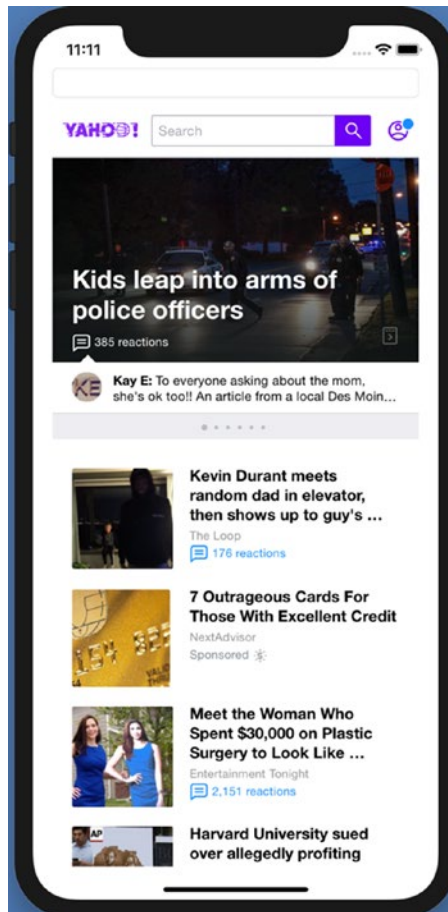 11:11
YAHOO!
Search
Kids leap into arms of
police officers
385 reactions
KE
Kay E: To everyone asking about the mom,
she's ok too!! An article from a local Des Moin...
Kevin Durant meets
random dad in elevator,
then shows up to guy's ...
The Loop
176 reactions
7 Outrageous Cards For
Those With Excellent Credit
NextAdvisor
Sponsored
Meet the Woman Who
Spent $30,000 on Plastic
Surgery to Look Like ...
Entertainment Tonight
2,151 reactions
AP
Harvard University sued
over allegedly profiting